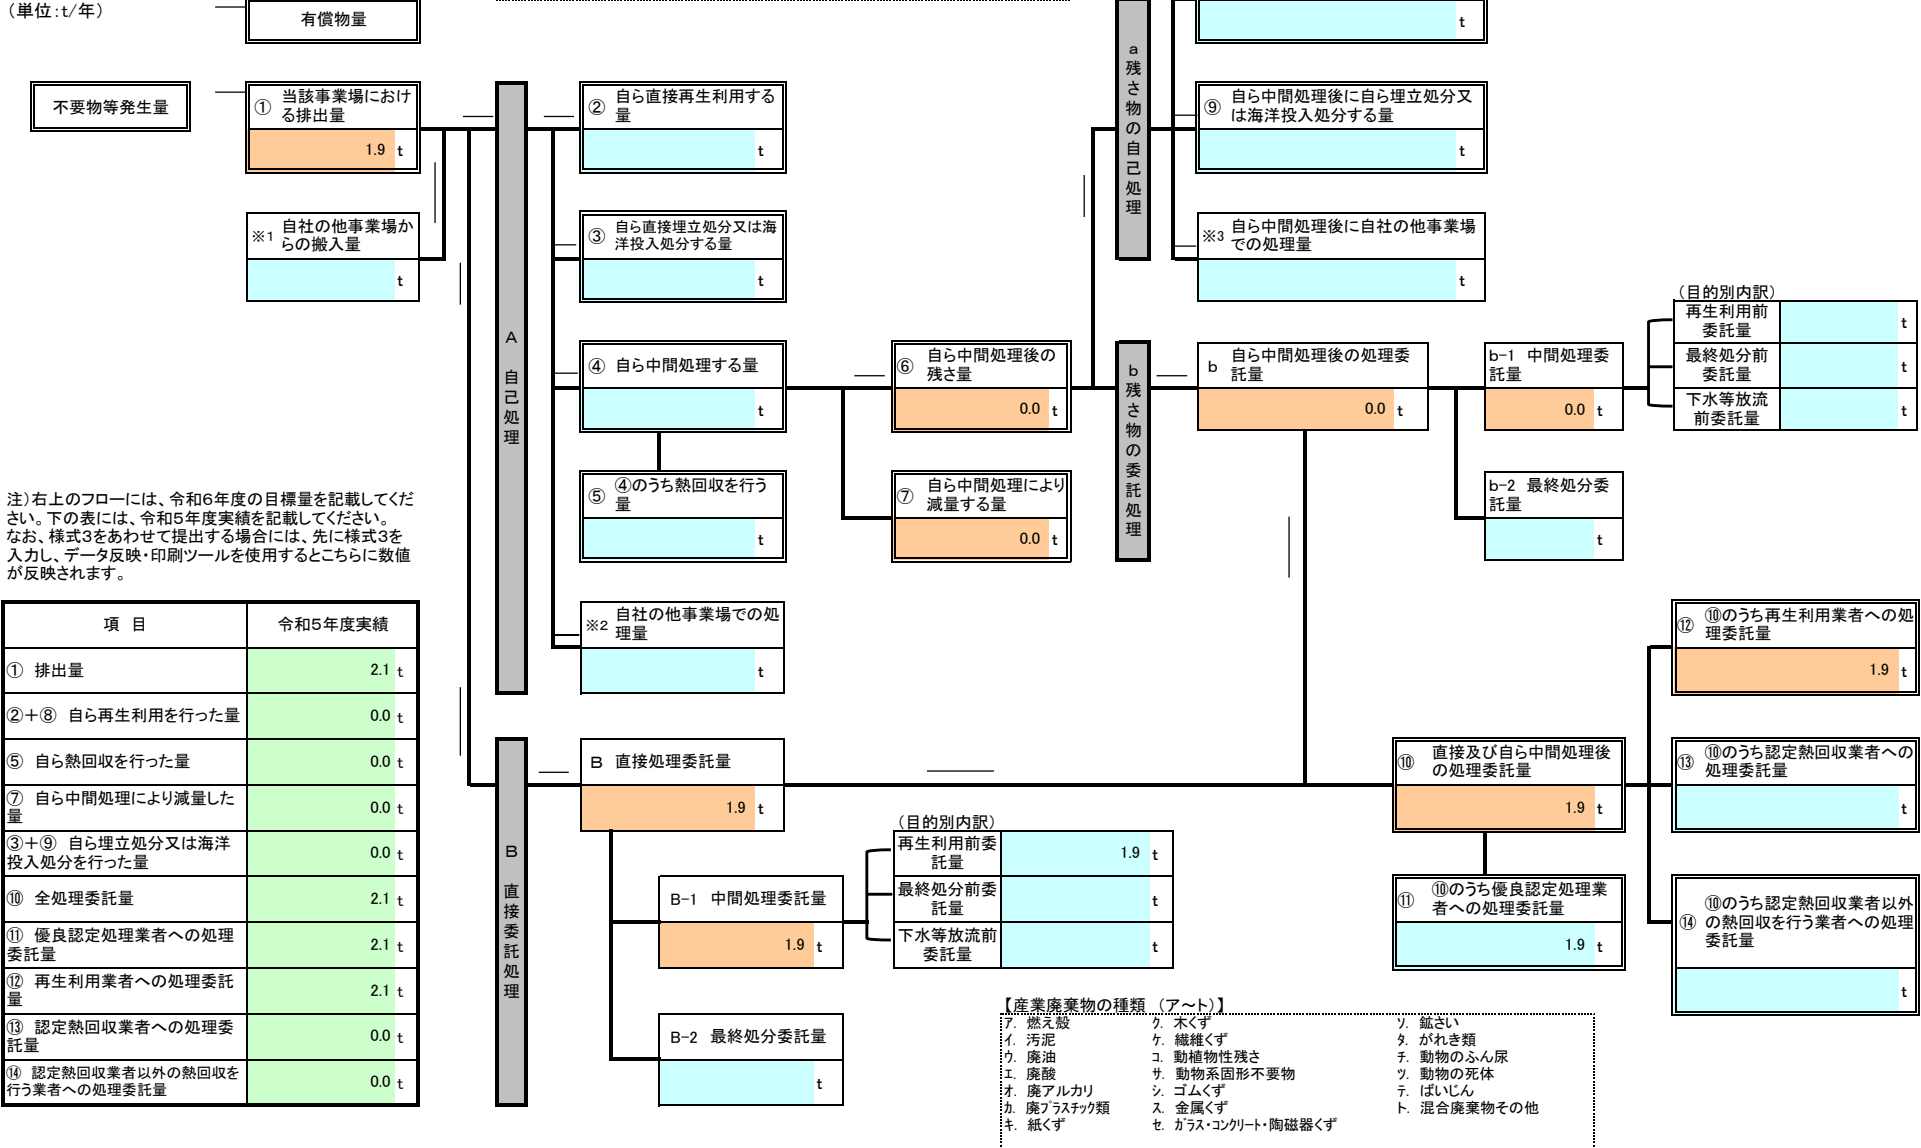 (単位:t/年)
有償物量
t
不要物等発生量
① 当該事業場におけ
る排出量
1.9 t
※1 自社の他事業場か
らの搬入量
t
A 自己処理
② 自ら直接再生利用する
量
t
③ 自ら直接埋立処分又は海
洋投入処分する量
t
④ 自ら中間処理する量
t
⑤ ④のうち熱回収を行う
量
t
※2 自社の他事業場での処
理量
t
⑥ 自ら中間処理後の
残さ量
0.0 t
⑦ 自ら中間処理により
減量する量
0.0 t
a残さ物の自己処理
⑨ 自ら中間処理後に自ら埋立処分又
は海洋投入処分する量
t
※3 自ら中間処理後に自社の他事業場
での処理量
t
b残さ物の委託処理
b 自ら中間処理後の処理委
託量
0.0 t
b-1 中間処理委
託量
0.0 t
(目的別内訳)
再生利用前
委託量
t
最終処分前
委託量
t
下水等放流
前委託量
t
b-2 最終処分委
託量
t
注)右上のフローには、令和6年度の目標量を記載してくだ
さい。下の表には、令和5年度実績を記載してください。
なお、様式3をあわせて提出する場合には、先に様式3を
入力し、データ反映・印刷ツールを使用するとこちらに数値
が反映されます。
項 目 令和5年度実績
① 排出量 2.1 t
②+⑧ 自ら再生利用を行った量 0.0 t
⑤ 自ら熱回収を行った量 0.0 t
⑦ 自ら中間処理により減量した
量 0.0 t
③+⑨ 自ら埋立処分又は海洋
投入処分を行った量 0.0 t
⑩ 全処理委託量 2.1 t
⑪ 優良認定処理業者への処理
委託量 2.1 t
⑫ 再生利用業者への処理委託
量 2.1 t
⑬ 認定熱回収業者への処理委
託量 0.0 t
⑭ 認定熱回収業者以外の熱回収を
行う業者への処理委託量 0.0 t
B 直接委託処理
B 直接処理委託量
1.9 t
B-1 中間処理委託量
1.9 t
(目的別内訳)
再生利用前委
託量
1.9 t
最終処分前委
託量
t
下水等放流前
委託量
t
B-2 最終処分委託量
t
⑩ 直接及び自ら中間処理後
の処理委託量
1.9 t
⑪ ⑩のうち優良認定処理業
者への処理委託量
1.9 t
⑫ ⑩のうち再生利用業者への処
理委託量
1.9 t
⑬ ⑩のうち認定熱回収業者への
処理委託量
t
⑭ ⑩のうち認定熱回収業者以外
の熱回収を行う業者への処理
委託量
t
【産業廃棄物の種類 (ア~ト)】
ア. 燃え殻
イ. 汚泥
ウ. 廃油
エ. 廃酸
オ. 廃アルカリ
カ. 廃プラスチック類
キ. 紙くず
ク. 木くず
ケ. 繊維くず
コ. 動植物性残さ
サ. 動物系固形不要物
シ. ゴムくず
ス. 金属くず
セ. ガラス・コンクリート・陶磁器くず
ソ. 鉱さい
タ. がれき類
チ. 動物のふん尿
ツ. 動物の死体
テ. ばいじん
ト. 混合廃棄物その他